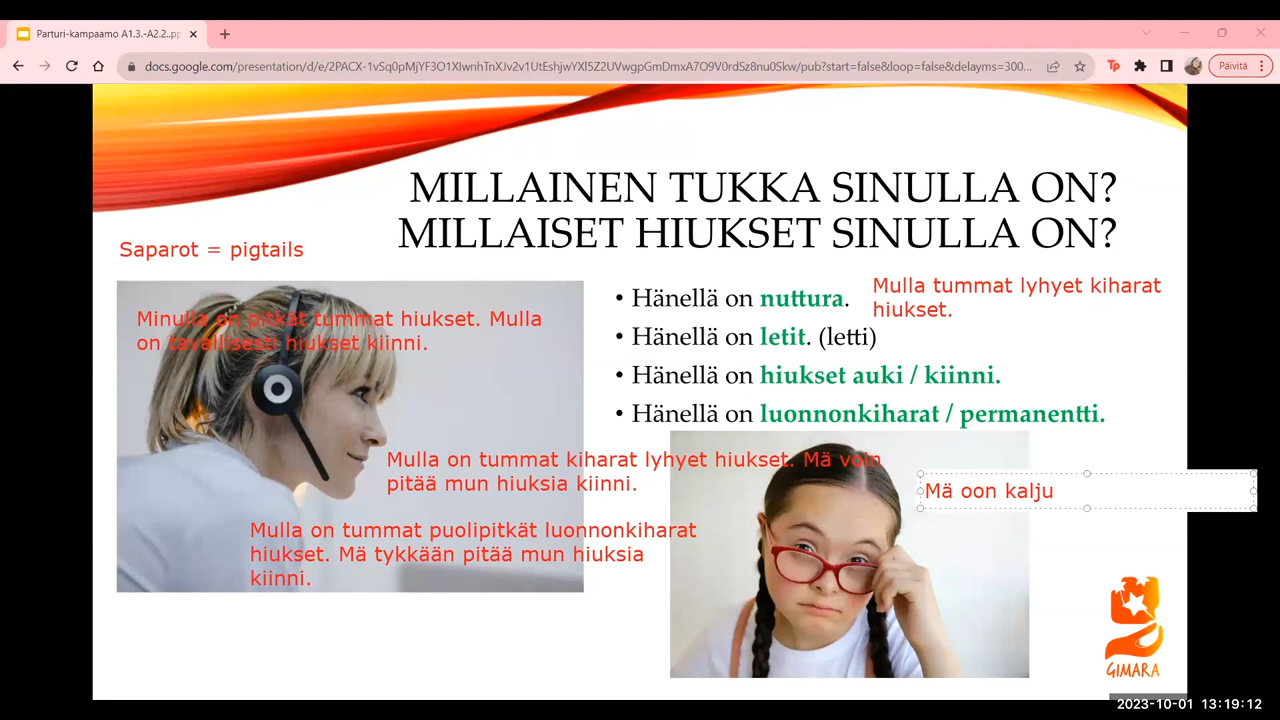 Parturi-kampaamo A1.3.-A2.2..pp
docs.google.com/presentation/d/e/2PACX-1vSq0pMjYF3O1XIwnhTnXJv2v1UtEshjwYXl5Z2UVwgpGmDmxA7O9V0rdSz8nu0Skw/pub?start=false&loop=false&delayms=300...
Päivitä
MILLAINEN TUKKA SINULLA ON?
MILLAISET HIUKSET SINULLA ON?
Saparot = pigtails
Minulla on pitkät tummat hiukset. Mulla
on tavallisesti hiukset kiinni.
• Hänellä on nuttura.
Mulla tummat lyhyet kiharat
hiukset.
• Hänellä on letit. (letti)
• Hänellä on hiukset auki / kiinni.
• Hänellä on luonnonkiharat / permanentti.
Mulla on tummat kiharat lyhyet hiukset. Mä voin
pitää mun hiuksia kiinni.
Mä oon kalju
Mulla on tummat puolipitkät luonnonkiharat
hiukset. Mä tykkään pitää mun hiuksia
kiinni.
GIMARA
2023-10-01 13:19:12